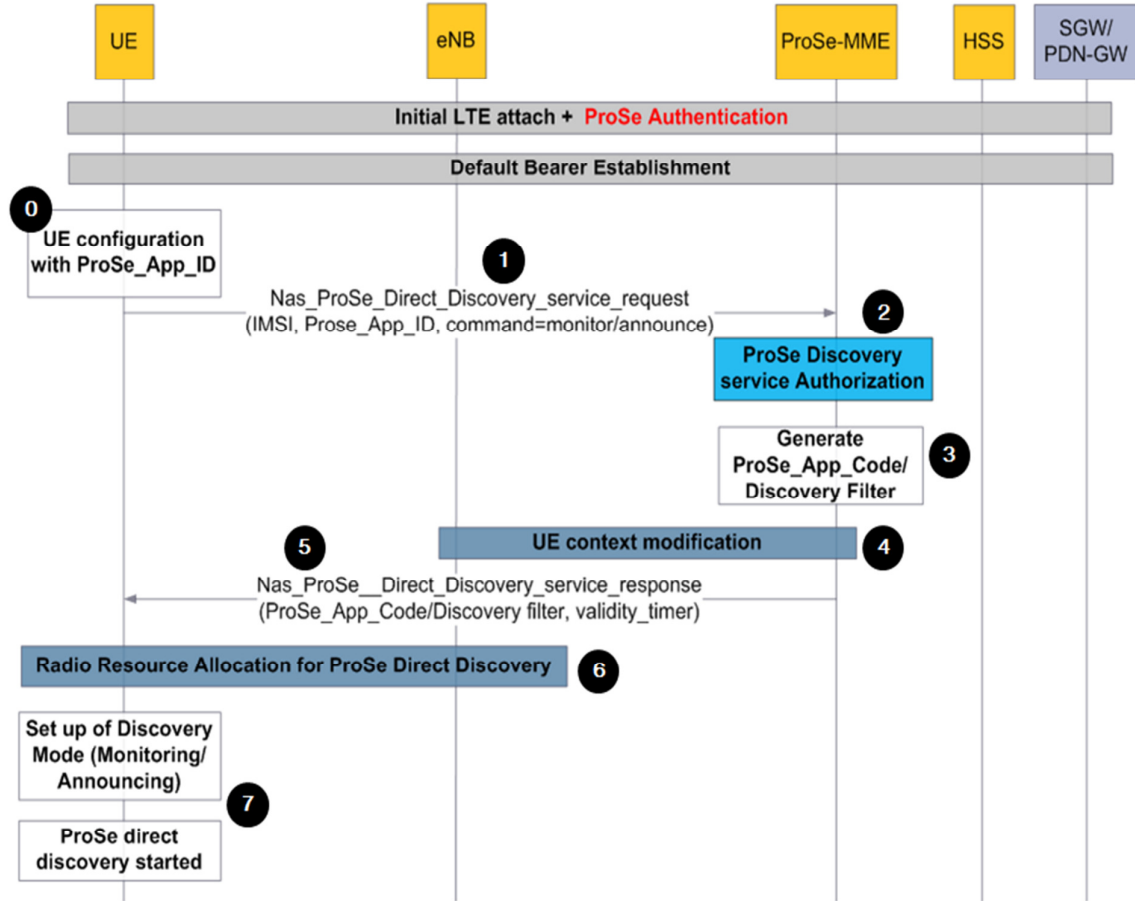 UE
eNB
ProSe-MME
HSS
SGW/
PDN-GW
Initial LTE attach + ProSe Authentication
Default Bearer Establishment
0
UE configuration
with ProSe_App_ID
1
Nas_ProSe_Direct_Discovery_service_request
(IMSI, Prose_App_ID, command=monitor/announce)
2
ProSe Discovery
service Authorization
Generate
ProSe_App_Code/
Discovery Filter
3
UE context modification
4
5
Nas_ProSe__Direct_Discovery_service_response
(ProSe_App_Code/Discovery filter, validity_timer)
Radio Resource Allocation for ProSe Direct Discovery
6
Set up of Discovery
Mode (Monitoring/
Announcing)
7
ProSe direct
discovery started